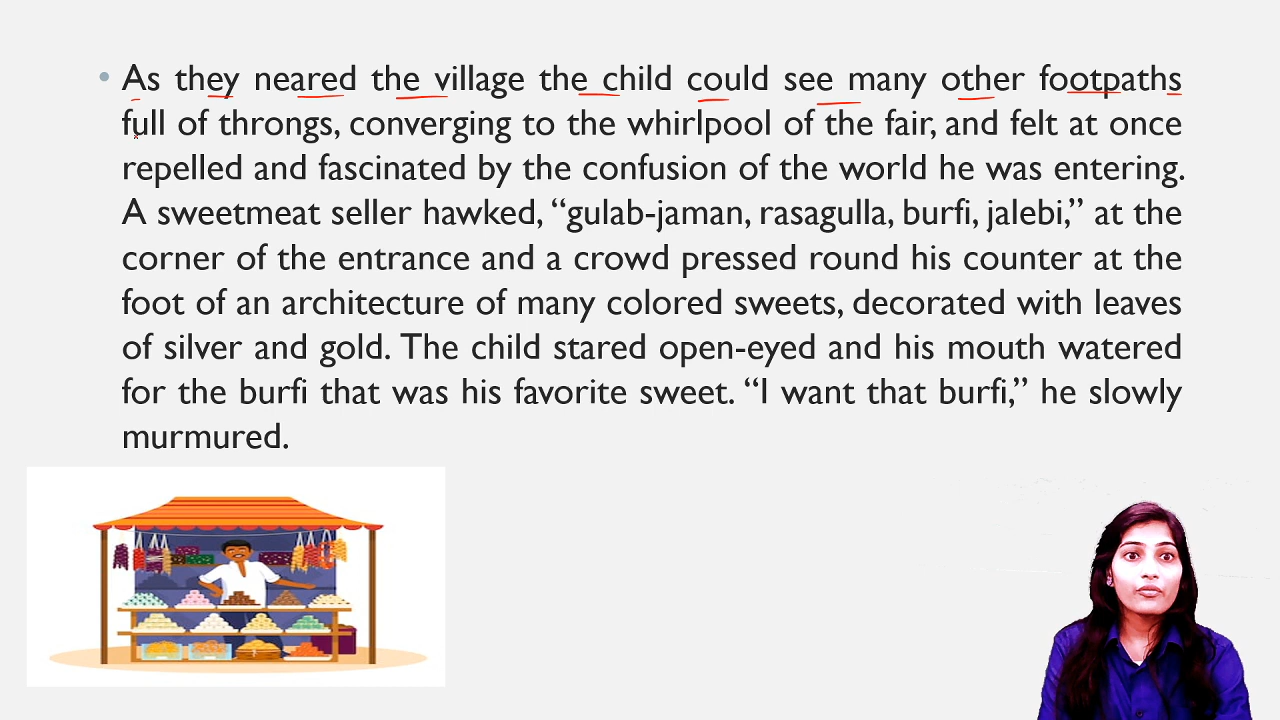 • As they neared the village the child could see many other footpaths
full of throngs, converging to the whirlpool of the fair, and felt at once
repelled and fascinated by the confusion of the world he was entering.
A sweetmeat seller hawked, “gulab-jaman, rasagulla, burfi, jalebi,” at the
corner of the entrance and a crowd pressed round his counter at the
foot of an architecture of many colored sweets, decorated with leaves
of silver and gold. The child stared open-eyed and his mouth watered
for the burfi that was his favorite sweet. “I want that burfi,” he slowly
murmured.